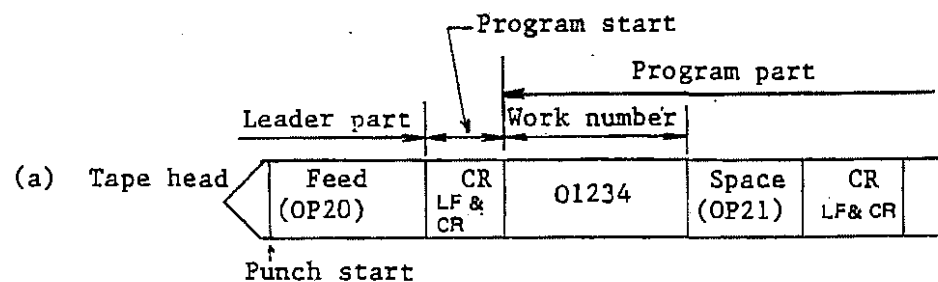 Program start
Program part
Leader part Work number
(a) Tape head Feed (OP20) CR LF & CR O1234 Space (OP21) CR LF& CR
Punch start